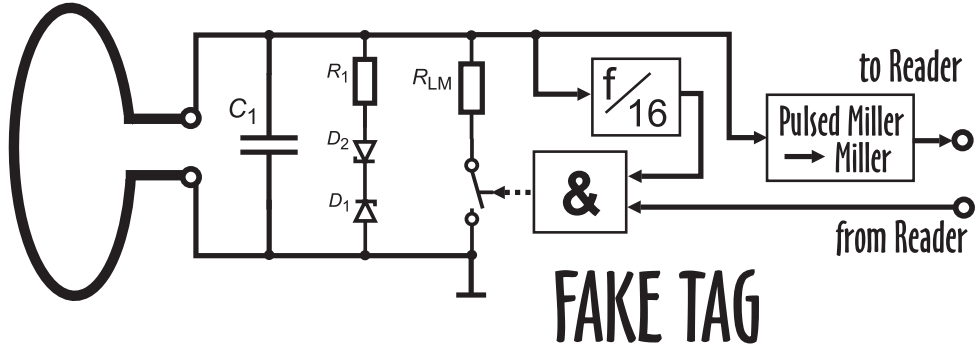 to Reader
R1
RLM
f/16
C1
Pulsed Miller
→ Miller
D2
D1
&
from Reader
FAKE TAG